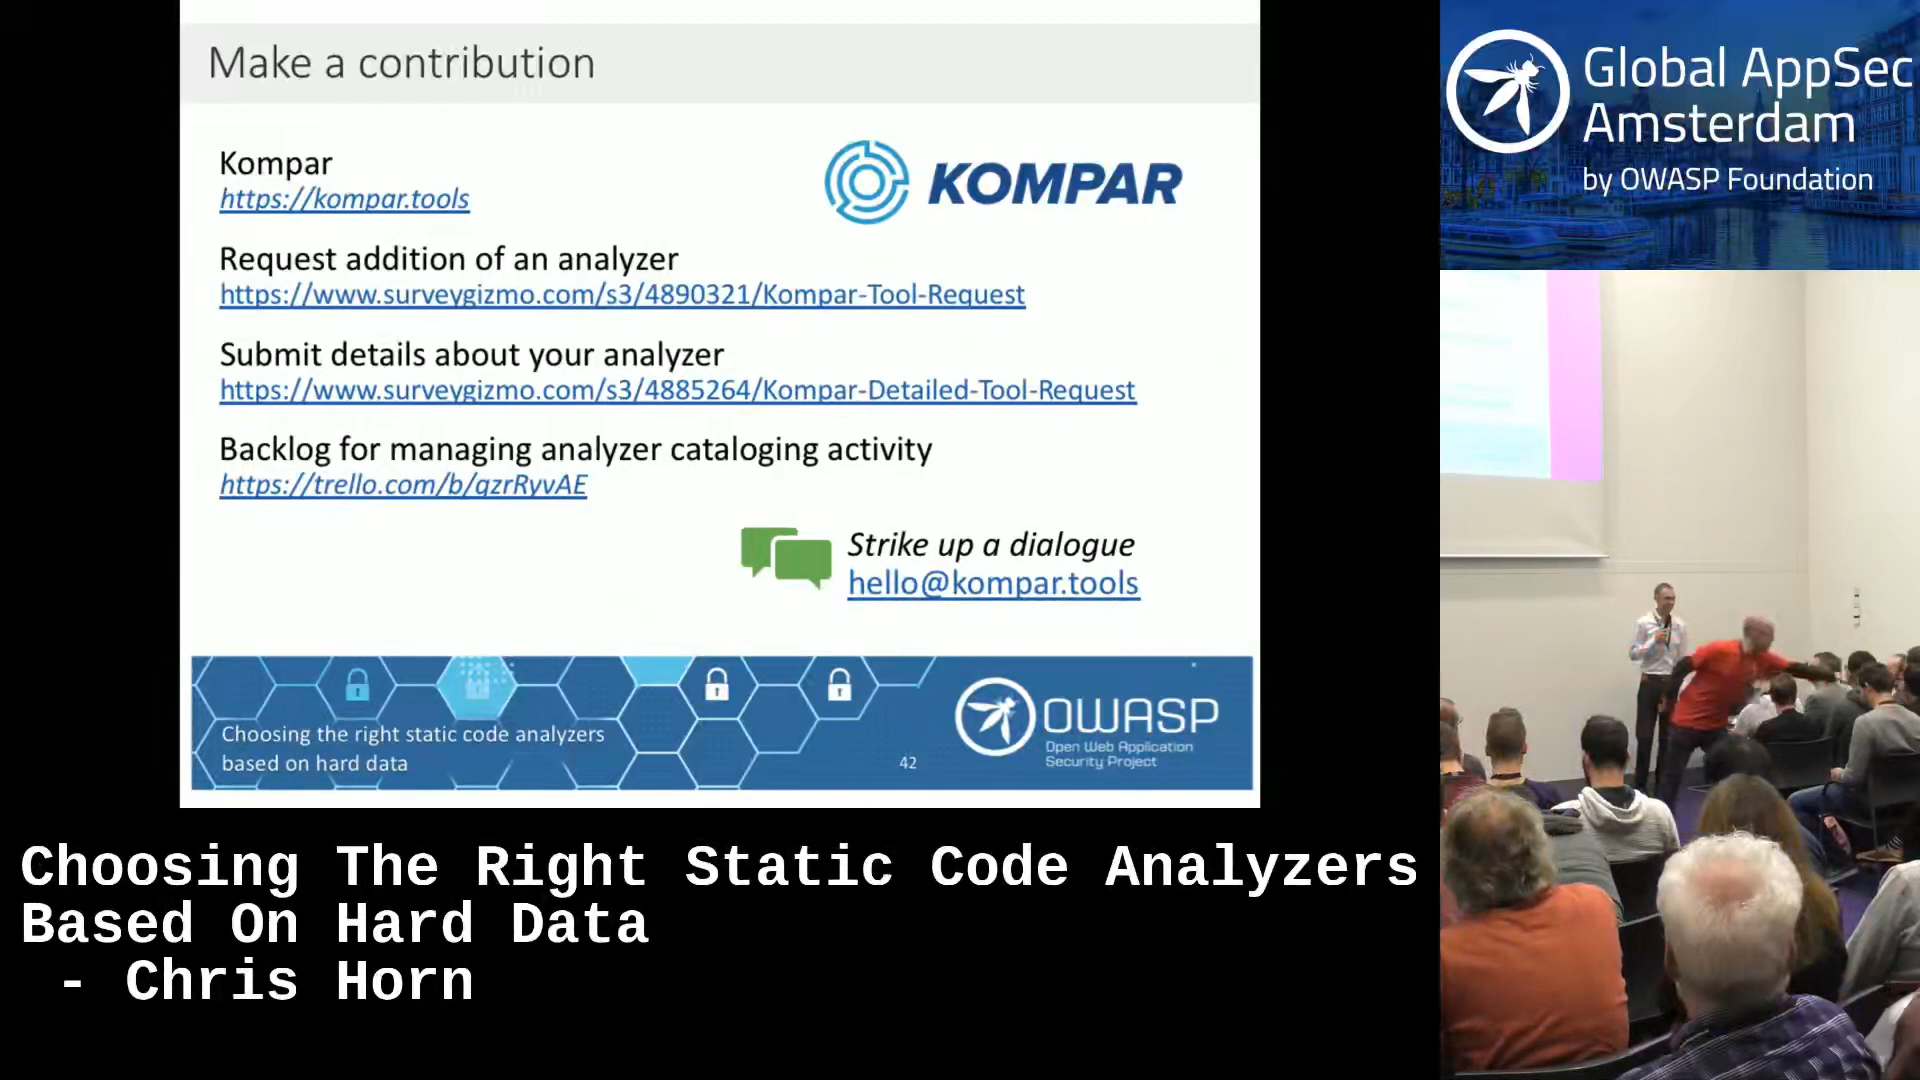 Make a contribution
Kompar
https://kompar.tools
KOMPAR
Request addition of an analyzer
https://www.surveygizmo.com/s3/4890321/Kompar-Tool-Request
Submit details about your analyzer
https://www.surveygizmo.com/s3/4885264/Kompar-Detailed-Tool-Request
Backlog for managing analyzer cataloging activity
https://trello.com/b/qzrRyvAE
Strike up a dialogue
hello@kompar.tools
Choosing the right static code analyzers
based on hard data
42
OWASP
Open Web Application
Security Project
Global AppSec
Amsterdam
by OWASP Foundation
Choosing The Right Static Code Analyzers
Based On Hard Data
- Chris Horn